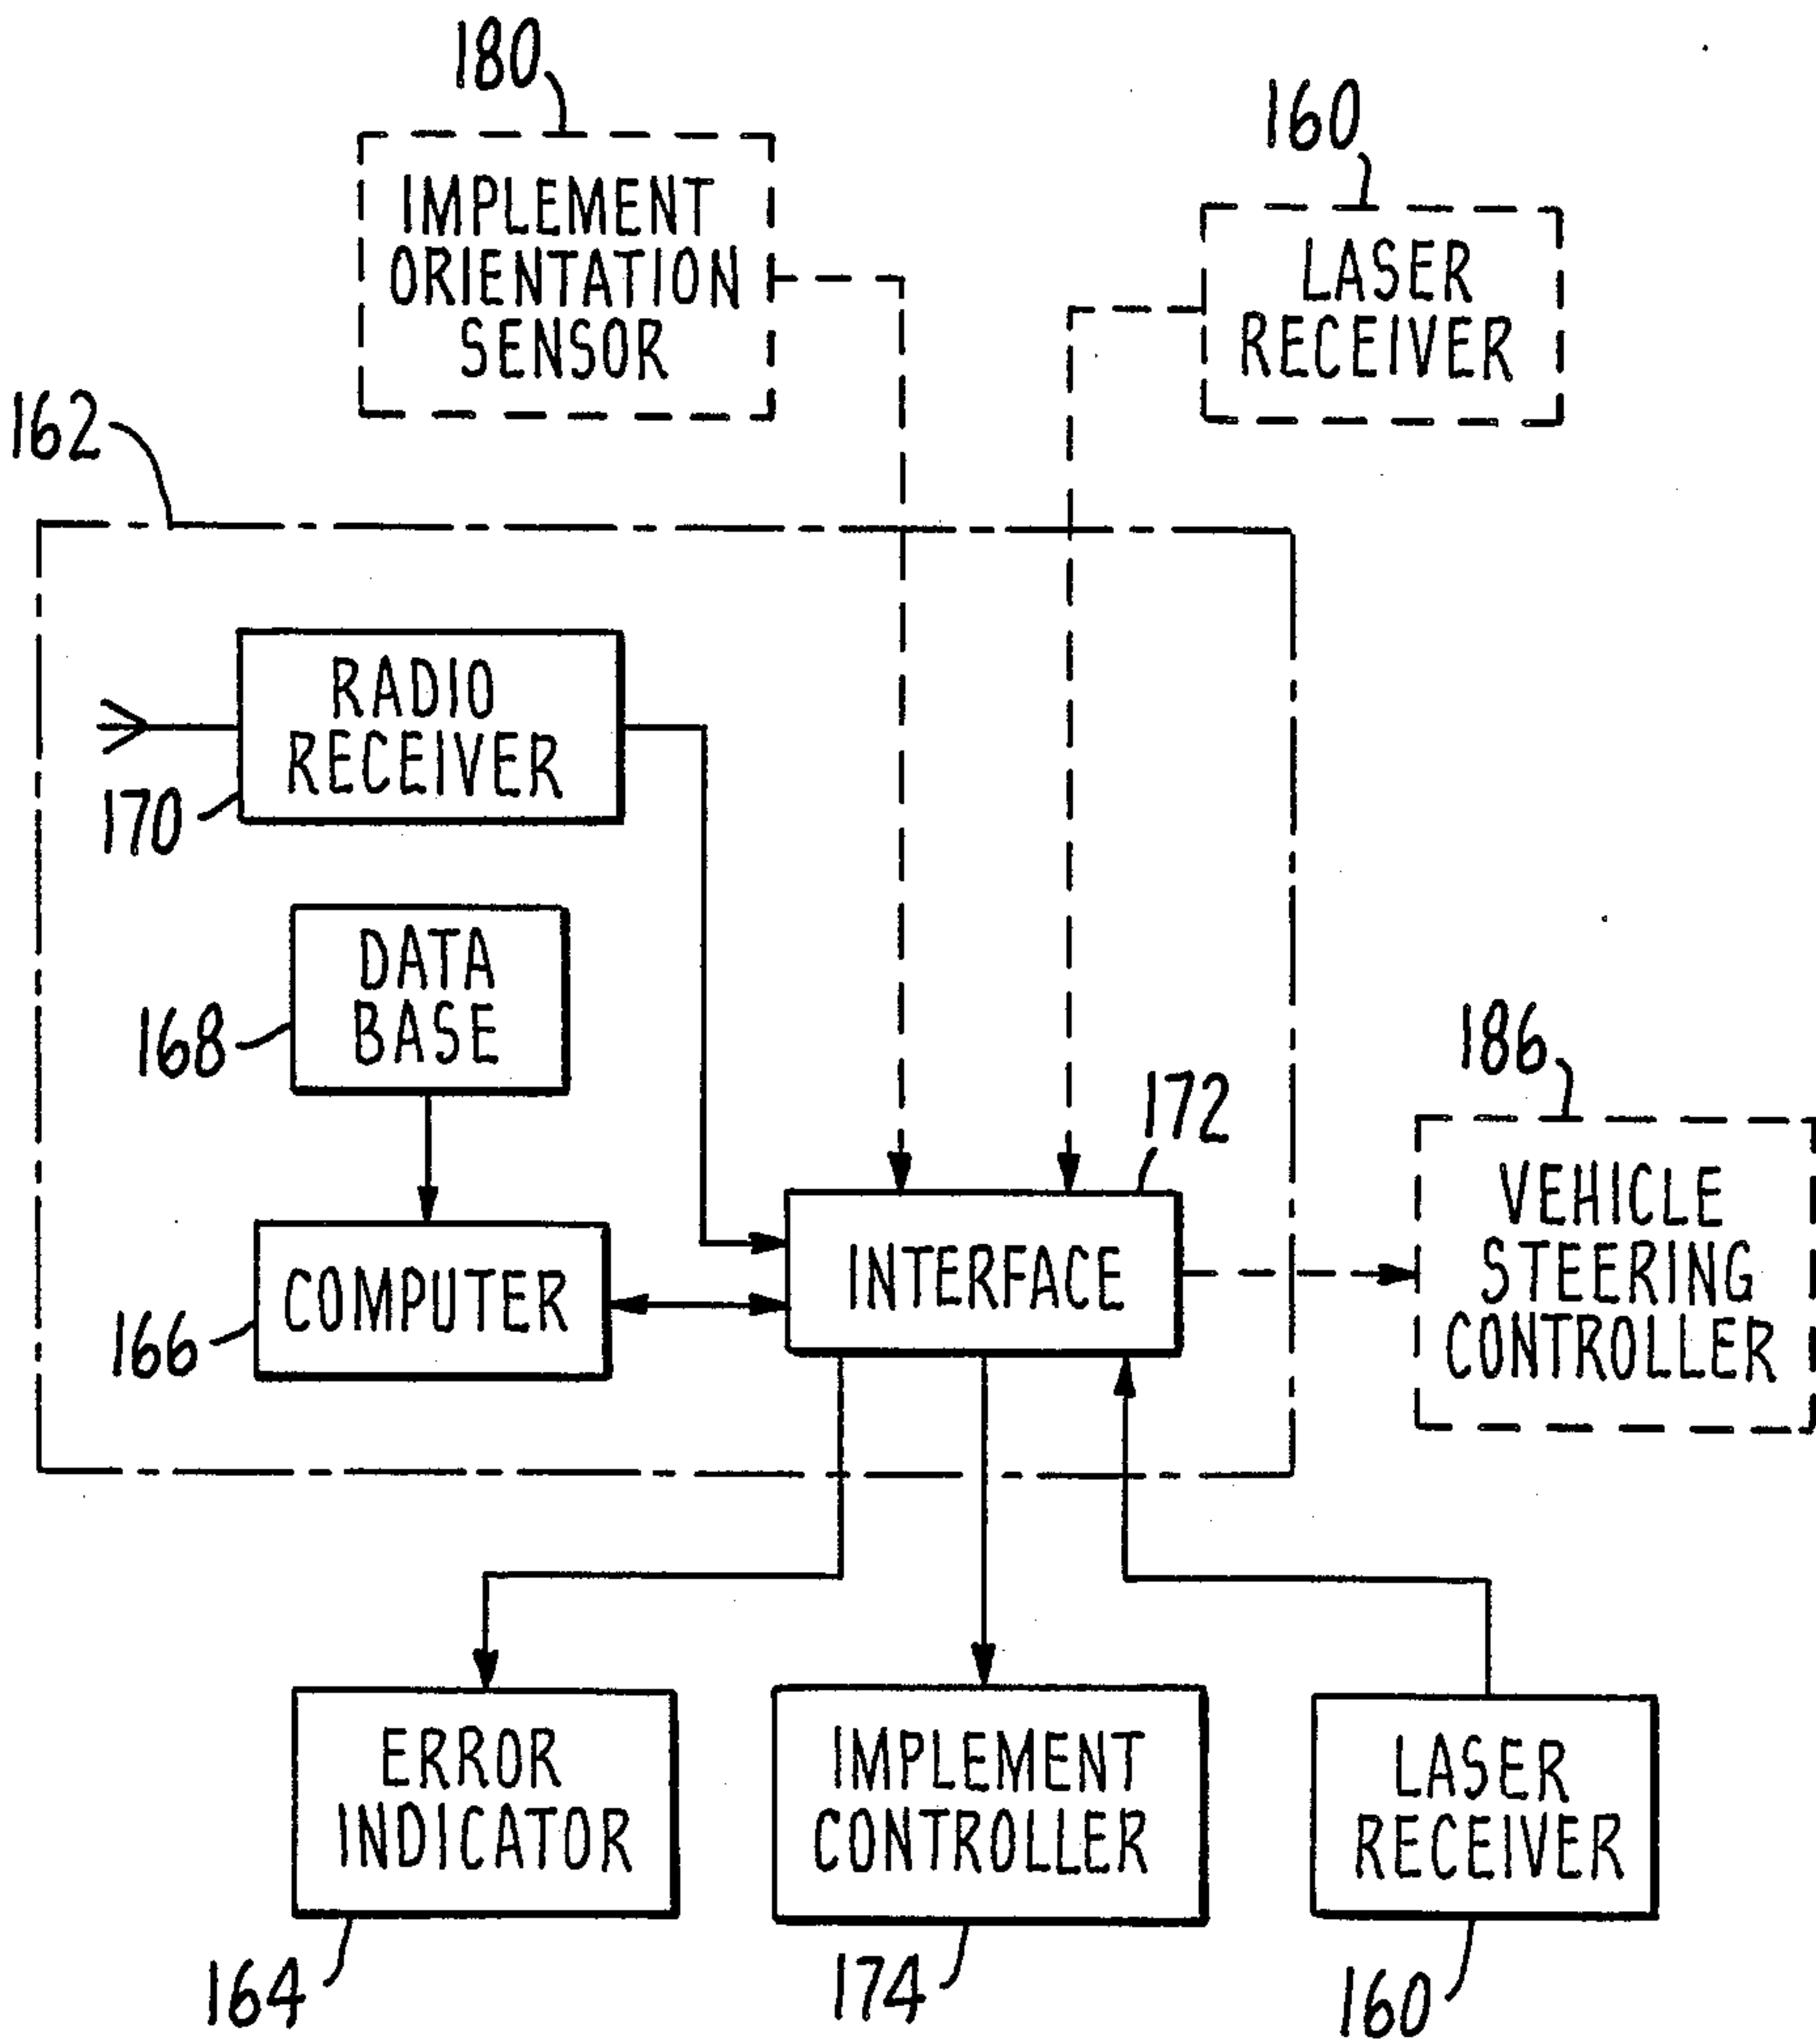 180
IMPLEMENT
ORIENTATION
SENSOR
160
LASER
RECEIVER
162
RADIO
RECEIVER
170
DATA
BASE
168
186
172
VEHICLE
STEERING
CONTROLLER
INTERFACE
COMPUTER
166
ERROR
INDICATOR
IMPLEMENT
CONTROLLER
LASER
RECEIVER
164
174
160